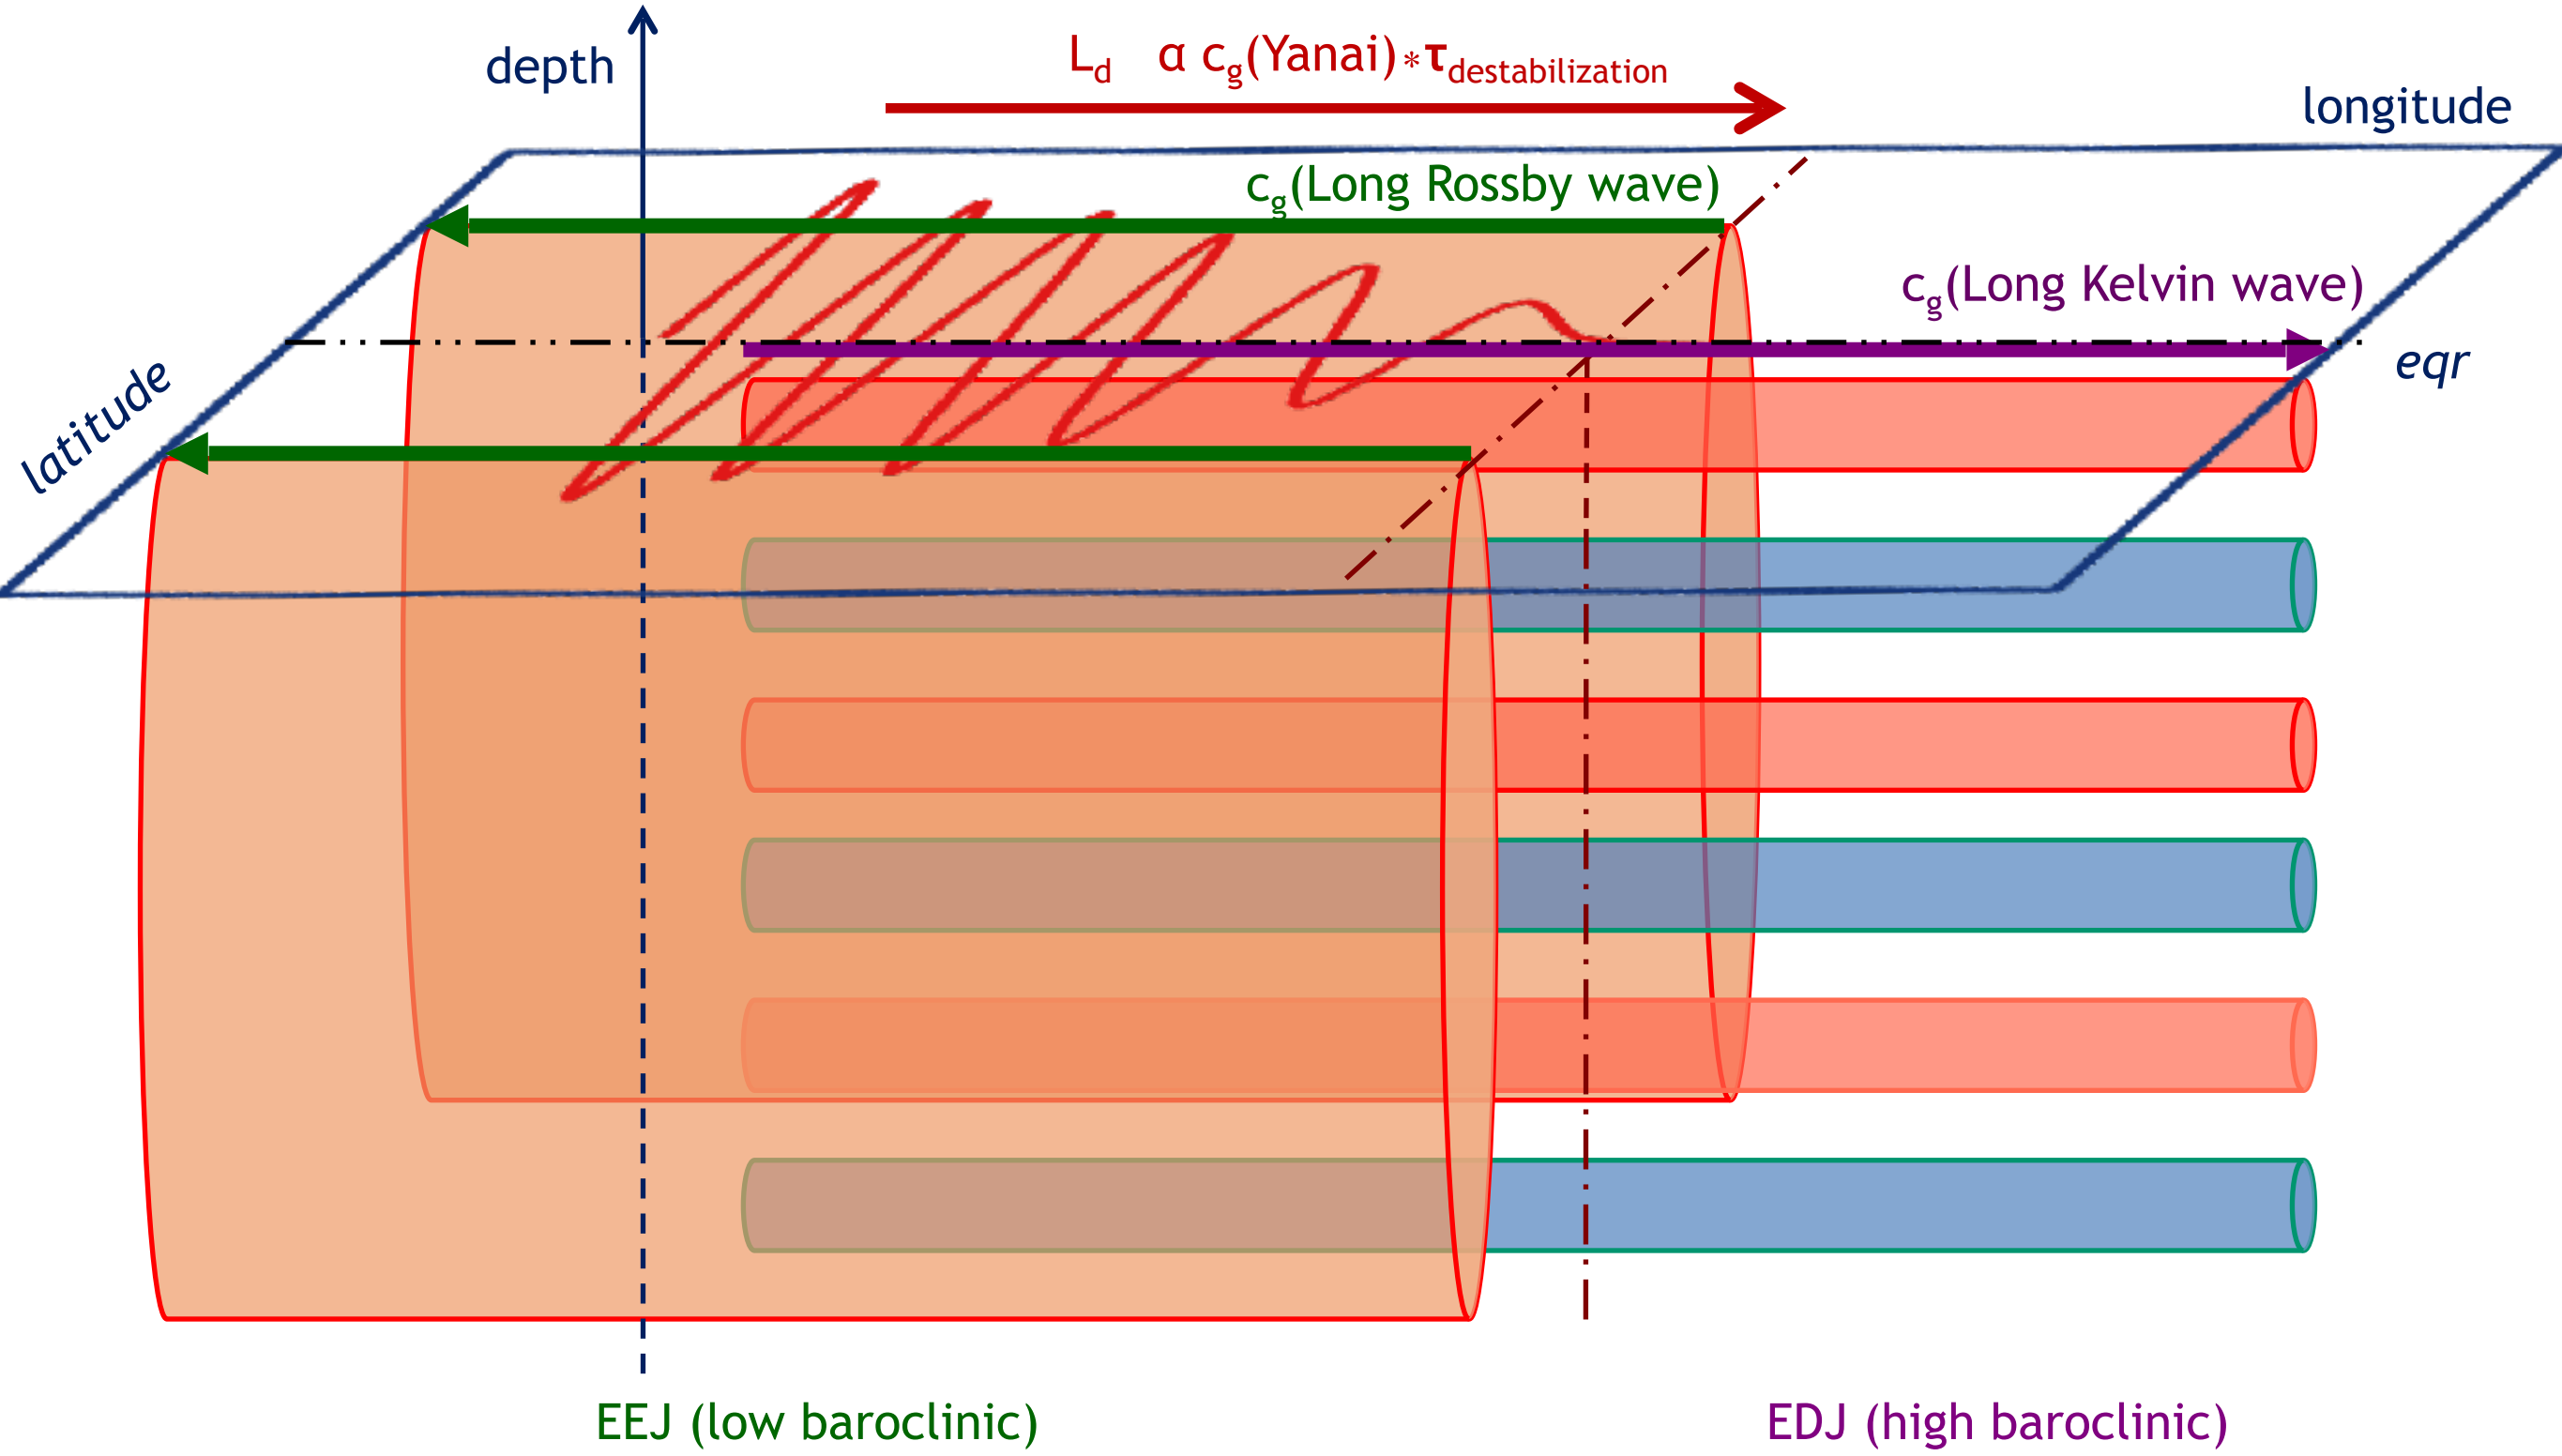 depth
L_d α c_g(Yanai)*τ_destabilization
longitude
c_g(Long Rossby wave)
c_g(Long Kelvin wave)
eqr
latitude
EEJ (low baroclinic)
EDJ (high baroclinic)